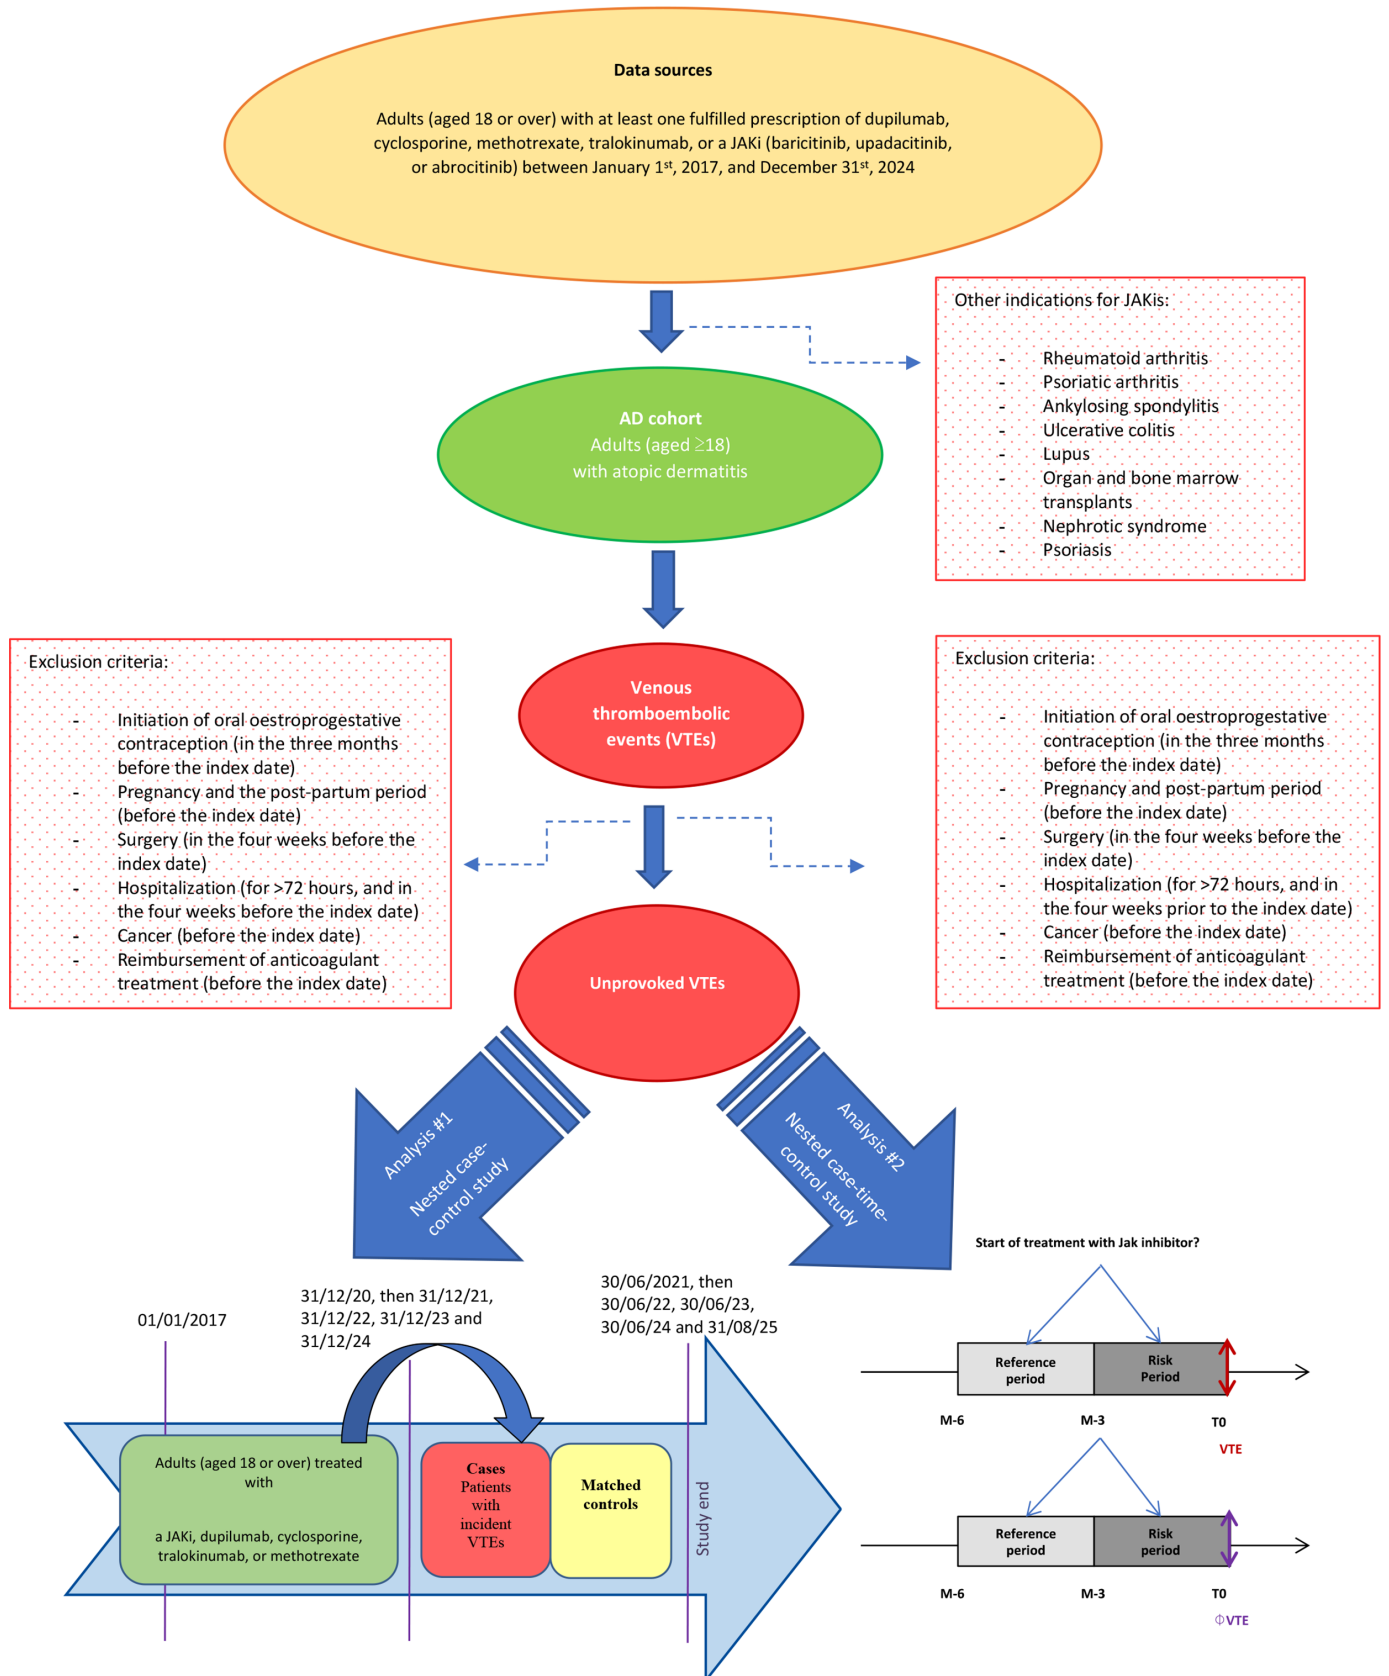 Data sources
Adults (aged 18 or over) with at least one fulfilled prescription of dupilumab,
cyclosporine, methotrexate, tralokinumab, or a JAKi (baricitinib, upadacitinib,
or abrocitinib) between January 1st, 2017, and December 31st, 2024
Other indications for JAKis:
- Rheumatoid arthritis
- Psoriatic arthritis
- Ankylosing spondylitis
- Ulcerative colitis
- Lupus
- Organ and bone marrow
transplants
- Nephrotic syndrome
- Psoriasis
AD cohort
Adults (aged ≥18)
with atopic dermatitis
Exclusion criteria:
- Initiation of oral oestroprogestative
contraception (in the three months
before the index date)
- Pregnancy and the post-partum period
(before the index date)
- Surgery (in the four weeks before the
index date)
- Hospitalization (for >72 hours, and in
the four weeks before the index date)
- Cancer (before the index date)
- Reimbursement of anticoagulant
treatment (before the index date)
Venous
thromboembolic
events (VTEs)
Exclusion criteria:
- Initiation of oral oestroprogestative
contraception (in the three months
before the index date)
- Pregnancy and post-partum period
(before the index date)
- Surgery (in the four weeks before the
index date)
- Hospitalization (for >72 hours, and in
the four weeks prior to the index date)
- Cancer (before the index date)
- Reimbursement of anticoagulant
treatment (before the index date)
Unprovoked VTEs
Analysis #1
Nested case-
control study
Analysis #2
Nested case-time-
control study
01/01/2017
31/12/20, then 31/12/21,
31/12/22, 31/12/23 and
31/12/24
30/06/2021, then
30/06/22, 30/06/23,
30/06/24 and 31/08/25
Adults (aged 18 or over) treated
with
a JAKi, dupilumab, cyclosporine,
tralokinumab, or methotrexate
Cases
Patients
with
incident
VTEs
Matched
controls
Study end
Start of treatment with Jak inhibitor?
Reference
period
Risk
Period
M-6
M-3
T0
VTE
Reference
period
Risk
period
M-6
M-3
T0
ΦVTE